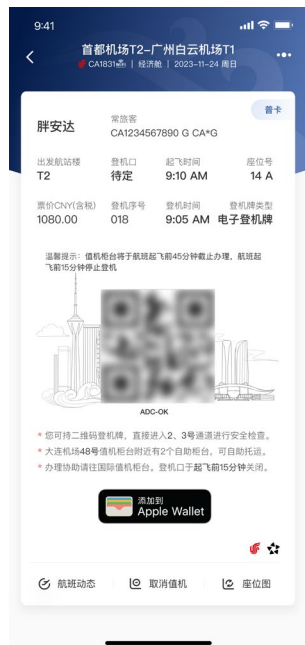 9:41
首都机场T2-广州白云机场T1
CA1831 | 经济舱 | 2023-11-24 周日
普卡
胖安达
常旅客
CA1234567890 G CA*G
出发航站楼 登机口 起飞时间 座位号
T2 待定 9:10 AM 14 A
票价CNY(含税) 登机序号 登机时间 登机牌类型
1080.00 018 9:05 AM 电子登机牌
温馨提示：值机柜台将于航班起飞前45分钟截止办理，航班起
飞前15分钟停止登机
ADC-OK
* 您可持二维码登机牌，直接进入2、3号通道进行安全检查。
* 大连机场48号值机柜台附近有2个自助柜台，可自助托运。
* 办理协助请往国际值机柜台。登机口于起飞前15分钟关闭。
添加到
Apple Wallet
航班动态 取消值机 座位图